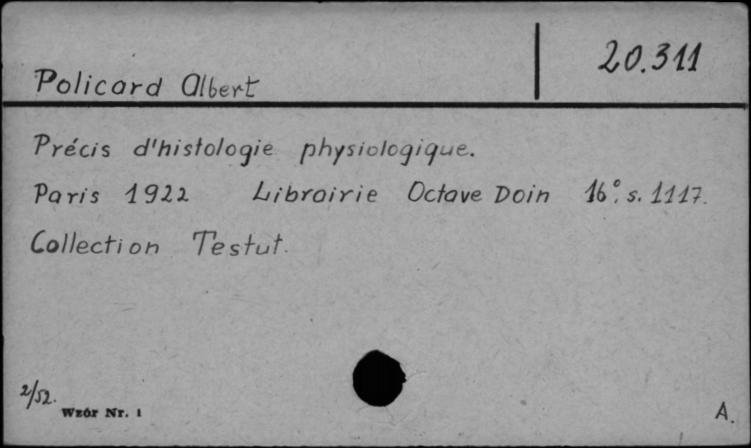 20.311
Policard Albert
Précis d'histologie physiologique.
Paris 1922 Librairie Octave Doin 16°. s. 1117.
Collection Testut.
2/52.
Wzór Nr. 1
A.